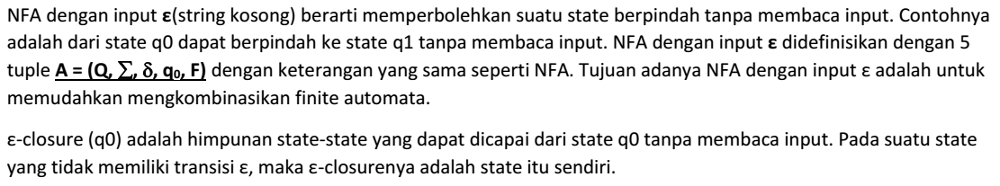 NFA dengan input ε(string kosong) berarti memperbolehkan suatu state berpindah tanpa membaca input. Contohnya
adalah dari state q0 dapat berpindah ke state q1 tanpa membaca input. NFA dengan input ε didefinisikan dengan 5
tuple A = (Q, ∑, δ, q₀, F) dengan keterangan yang sama seperti NFA. Tujuan adanya NFA dengan input ε adalah untuk
memudahkan mengkombinasikan finite automata.
ε-closure (q0) adalah himpunan state-state yang dapat dicapai dari state q0 tanpa membaca input. Pada suatu state
yang tidak memiliki transisi ε, maka ε-closurenya adalah state itu sendiri.